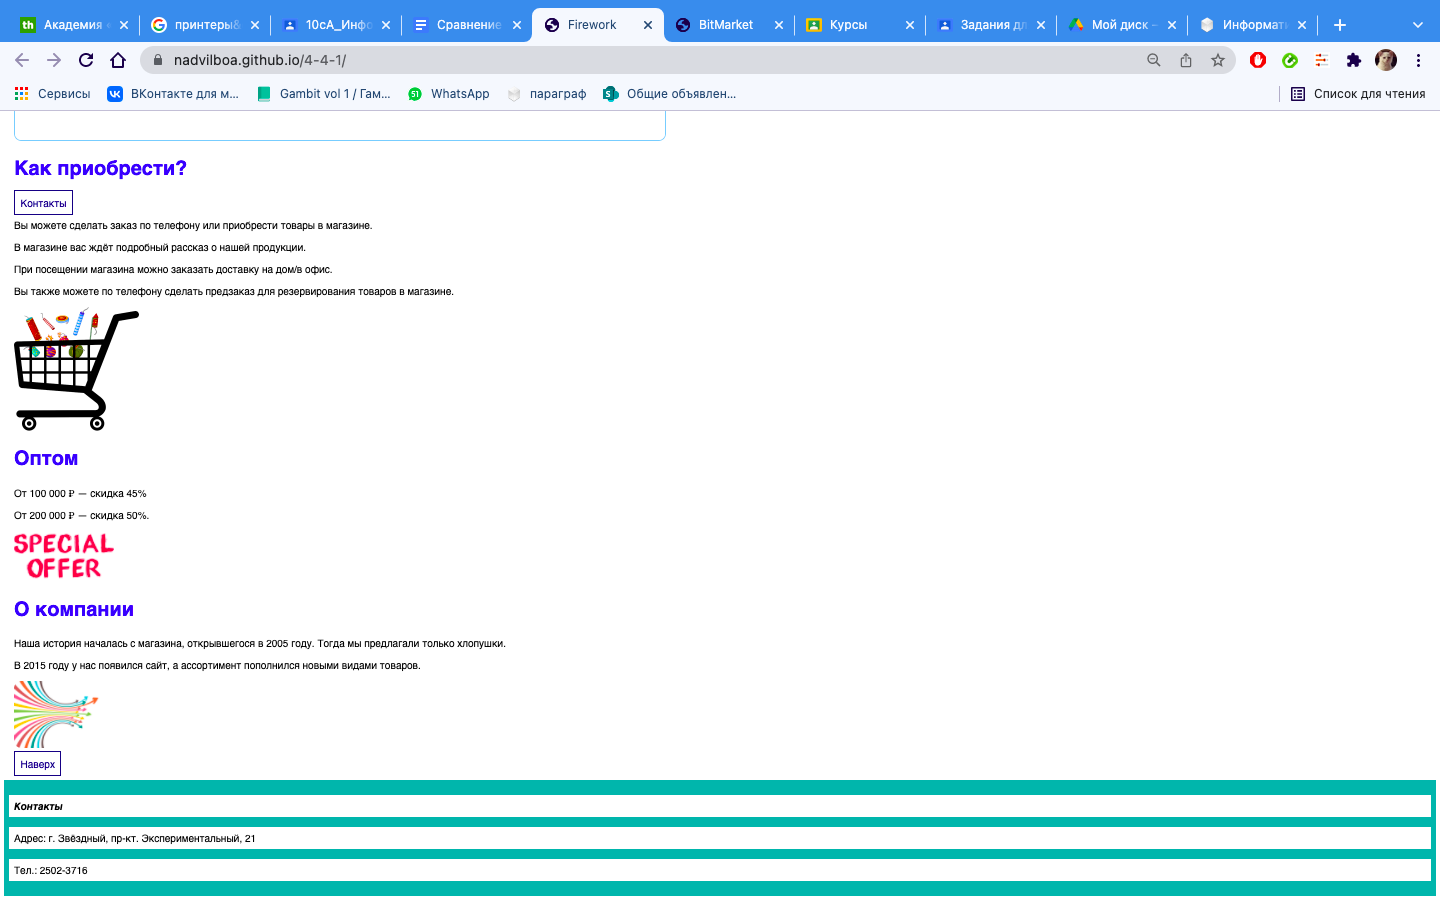 th Академия
принтеры&
10сА_Инфо
Сравнение
Firework
BitMarket
Курсы
Задания дл
Мой диск –
Информати
nadvilboa.github.io/4-4-1/
Сервисы
ВКонтакте для м...
Gambit vol 1 / Гам...
WhatsApp
параграф
Общие объявлен...
Список для чтения
Как приобрести?
Контакты
Вы можете сделать заказ по телефону или приобрести товары в магазине.
В магазине вас ждёт подробный рассказ о нашей продукции.
При посещении магазина можно заказать доставку на дом/в офис.
Вы также можете по телефону сделать предзаказ для резервирования товаров в магазине.
Оптом
От 100 000 ₽ — скидка 45%
От 200 000 ₽ — скидка 50%.
SPECIAL
OFFER
О компании
Наша история началась с магазина, открывшегося в 2005 году. Тогда мы предлагали только хлопушки.
В 2015 году у нас появился сайт, а ассортимент пополнился новыми видами товаров.
Наверх
Контакты
Адрес: г. Звёздный, пр-кт. Экспериментальный, 21
Тел.: 2502-3716